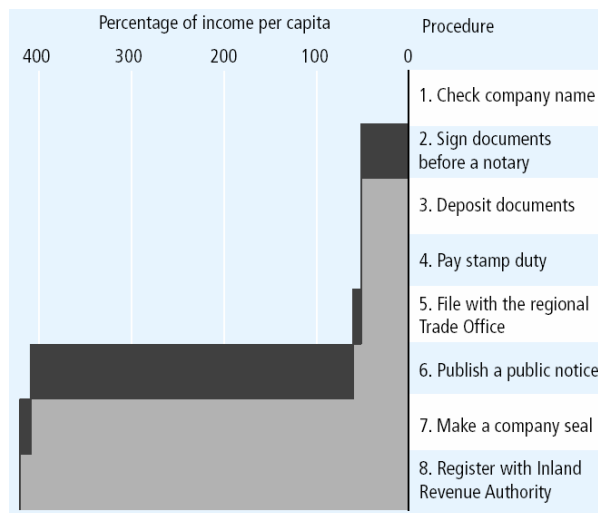 Percentage of income per capita
Procedure
400 300 200 100 0
1. Check company name
2. Sign documents
before a notary
3. Deposit documents
4. Pay stamp duty
5. File with the regional
Trade Office
6. Publish a public notice
7. Make a company seal
8. Register with Inland
Revenue Authority